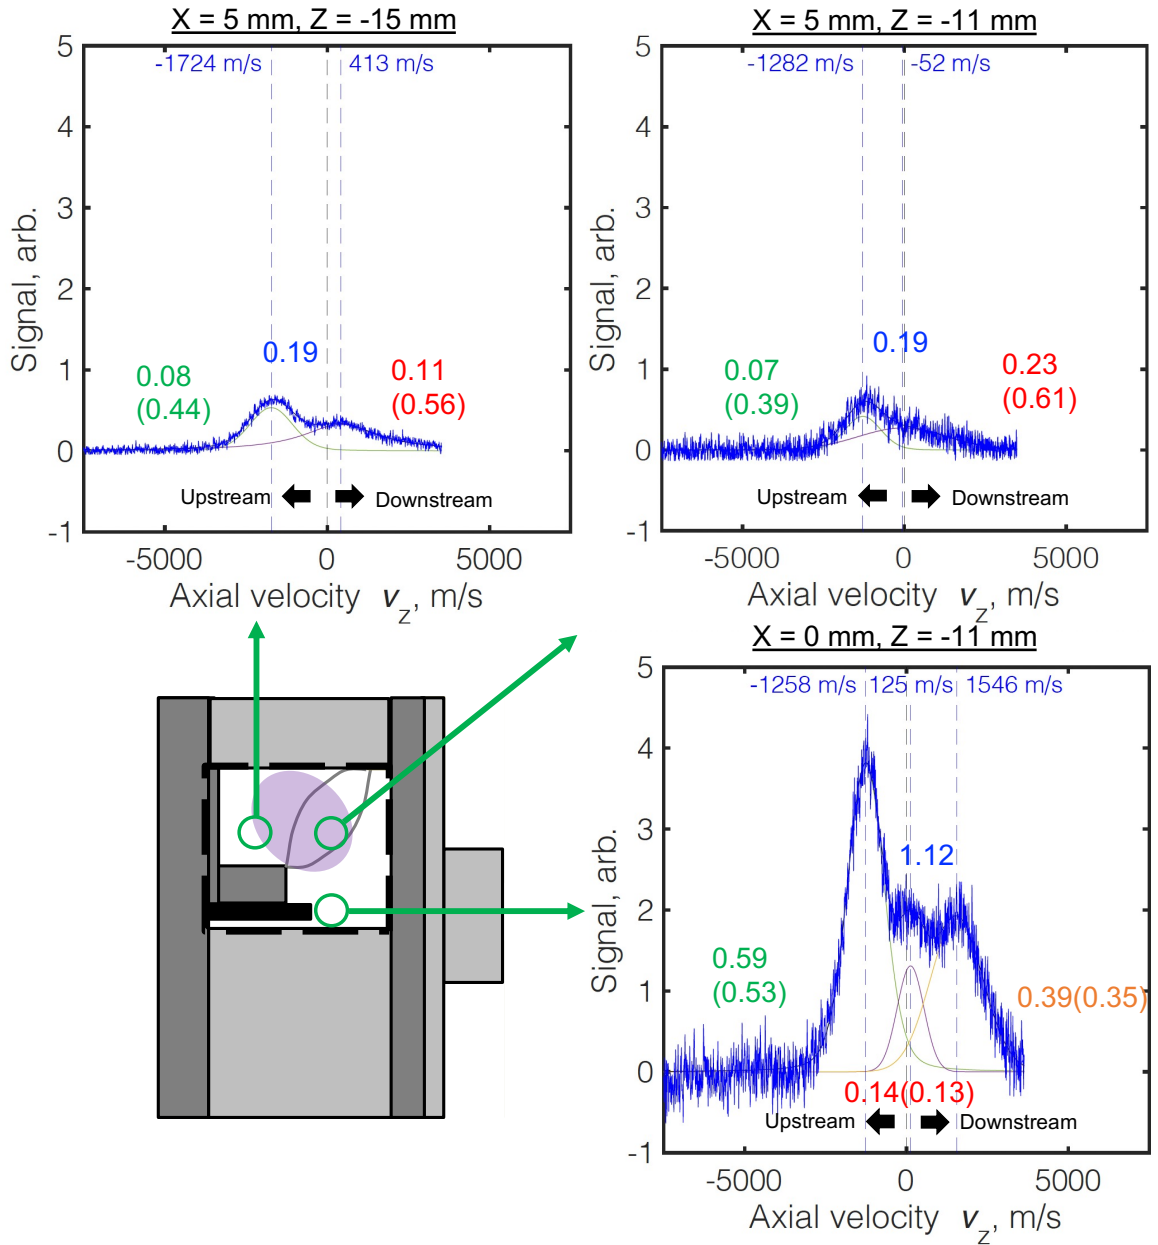 X = 5 mm, Z = -15 mm
-1724 m/s 413 m/s
5
4
3
2
1
0
-1
Signal, arb.
0.19
0.08
(0.44)
0.11
(0.56)
Upstream Downstream
-5000 0 5000
Axial velocity vz, m/s
X = 5 mm, Z = -11 mm
-1282 m/s -52 m/s
5
4
3
2
1
0
-1
Signal, arb.
0.19
0.07
(0.39)
0.23
(0.61)
Upstream Downstream
-5000 0 5000
Axial velocity vz, m/s
X = 0 mm, Z = -11 mm
-1258 m/s 125 m/s 1546 m/s
5
4
3
2
1
0
-1
Signal, arb.
1.12
0.59
(0.53)
0.39(0.35)
0.14(0.13)
Upstream Downstream
-5000 0 5000
Axial velocity vz, m/s